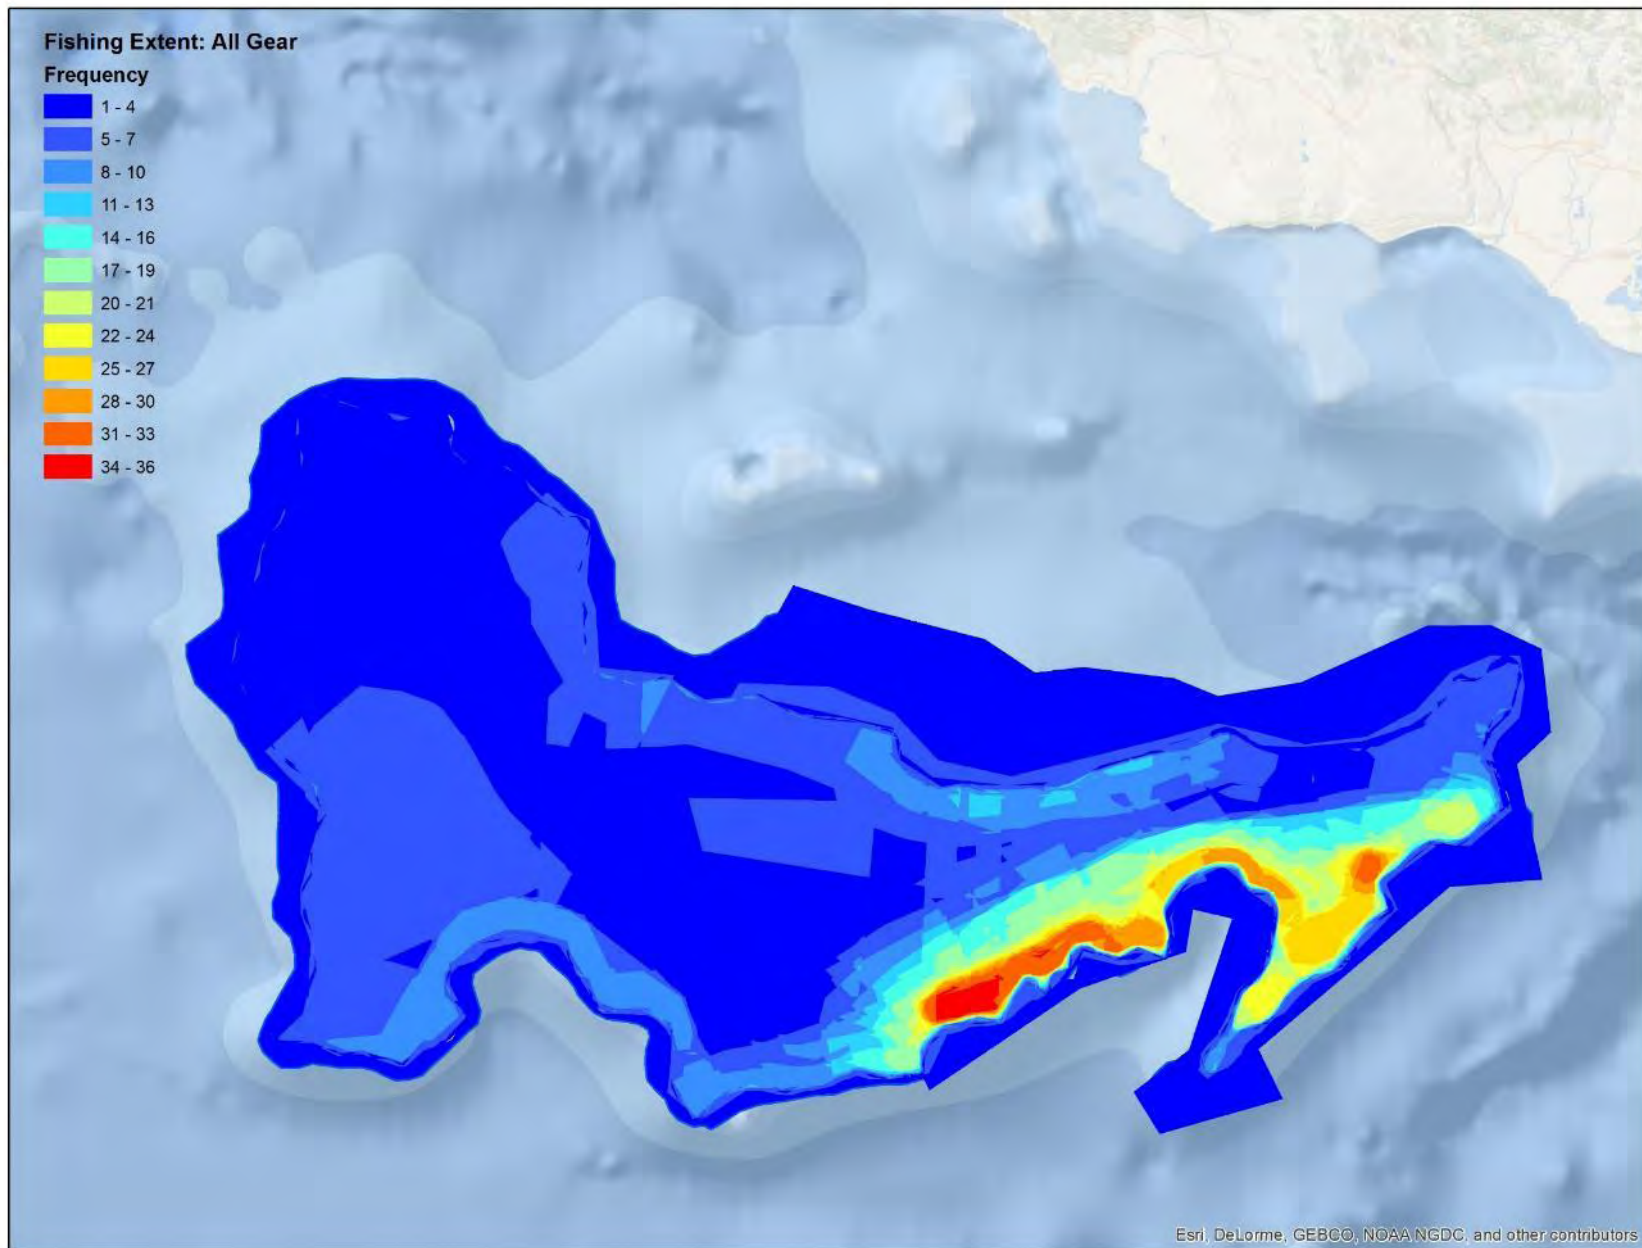 Fishing Extent: All Gear
Frequency
1 - 4
5 - 7
8 - 10
11 - 13
14 - 16
17 - 19
20 - 21
22 - 24
25 - 27
28 - 30
31 - 33
34 - 36
Esri, DeLorme, GEBCO, NOAA NGDC, and other contributors